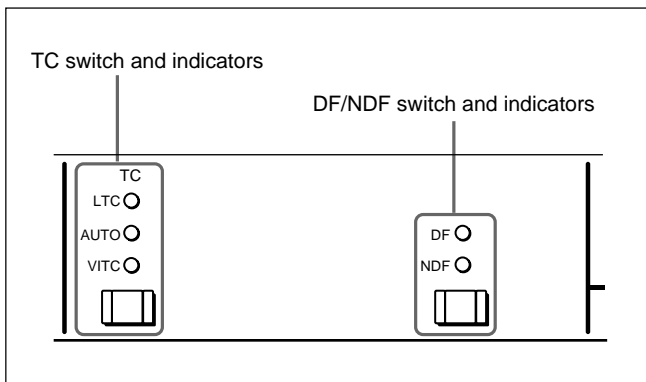 TC switch and indicators
DF/NDF switch and indicators
TC
LTC
AUTO
VITC
DF
NDF